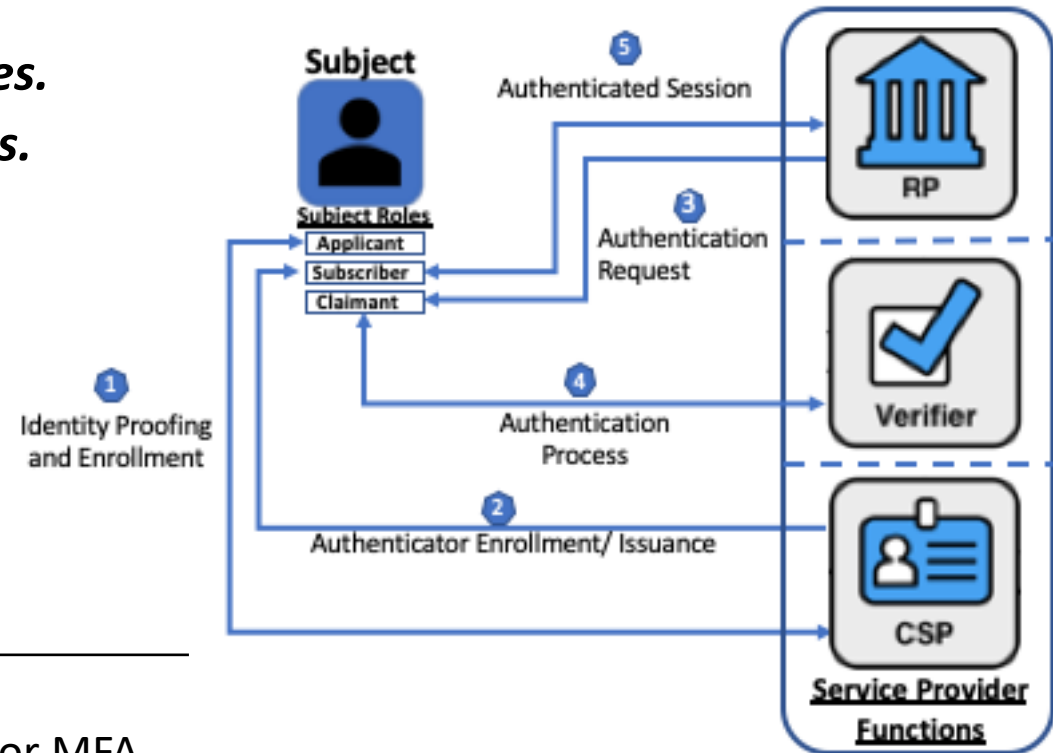 es.
s.
Subject
Subject Roles
Applicant
Subscriber
Claimant
5
Authenticated Session
3
Authentication
Request
4
Authentication
Process
1
Identity Proofing
and Enrollment
2
Authenticator Enrollment/ Issuance
RP
Verifier
CSP
Service Provider
Functions
or MFA